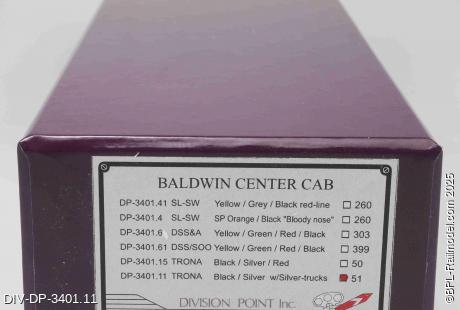 BALDWIN CENTER CAB
DP-3401.41 SL-SW Yellow / Grey / Black red-line 260
DP-3401.4 SL-SW SP Orange / Black "Bloody nose" 260
DP-3401.6 DSS&A Yellow / Green / Red / Black 303
DP-3401.61 DSS/SOO Yellow / Green / Red / Black 399
DP-3401.15 TRONA Black / Silver / Red 50
DP-3401.11 TRONA Black / Silver w/Silver-trucks 51
DIVISION POINT Inc.
DIV-DP-3401.11
©BPL-Railmodel.com 2025